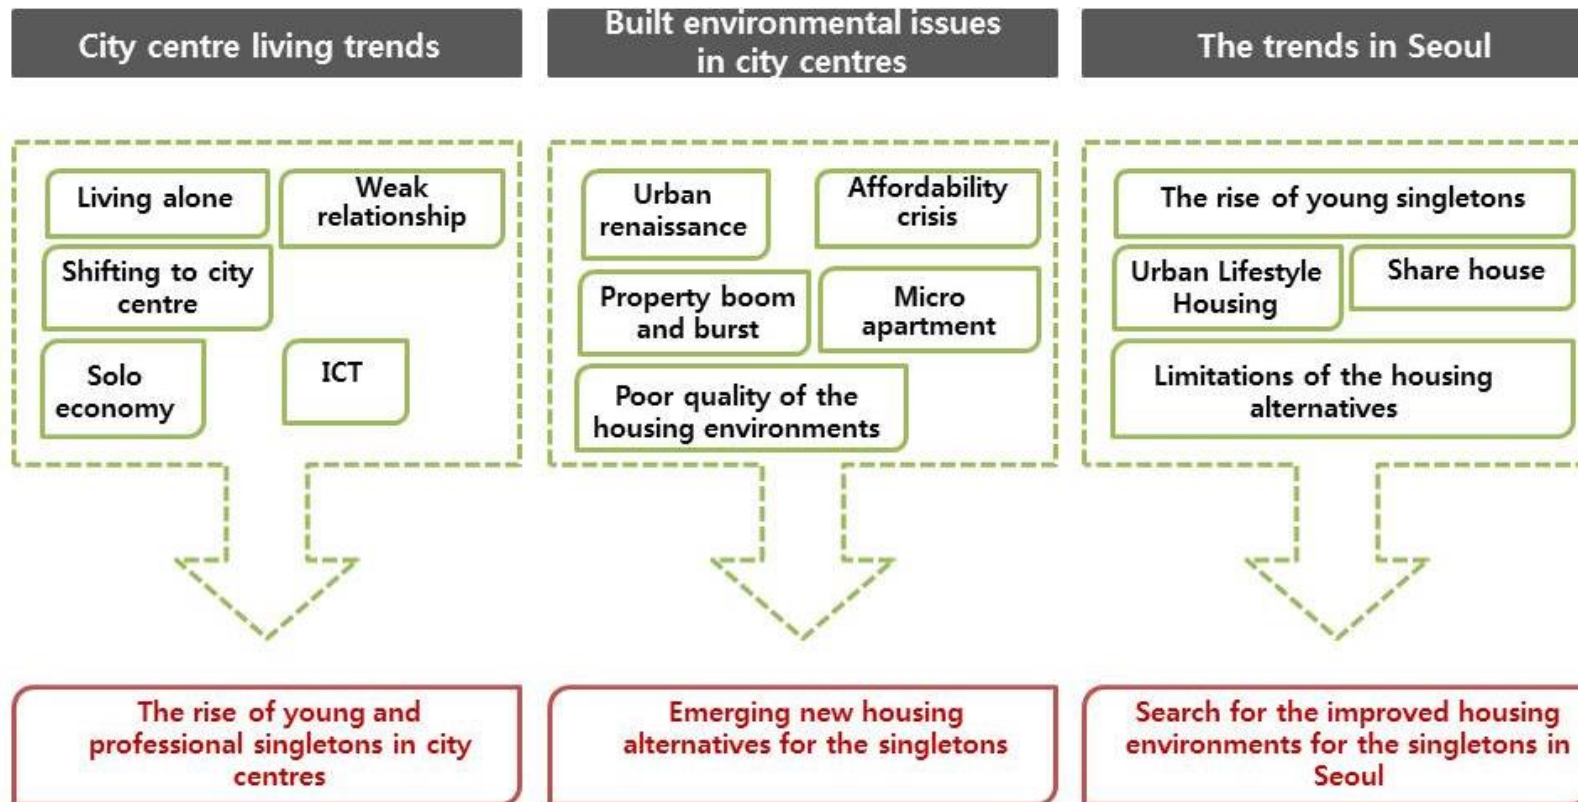 City centre living trends
Built environmental issues
in city centres
The trends in Seoul
Living alone
Weak
relationship
Shifting to city
centre
Solo
economy
ICT
Urban
renaissance
Affordability
crisis
Property boom
and burst
Micro
apartment
Poor quality of the
housing environments
The rise of young singletons
Urban Lifestyle
Housing
Share house
Limitations of the housing
alternatives
The rise of young and
professional singletons in city
centres
Emerging new housing
alternatives for the singletons
Search for the improved housing
environments for the singletons in
Seoul